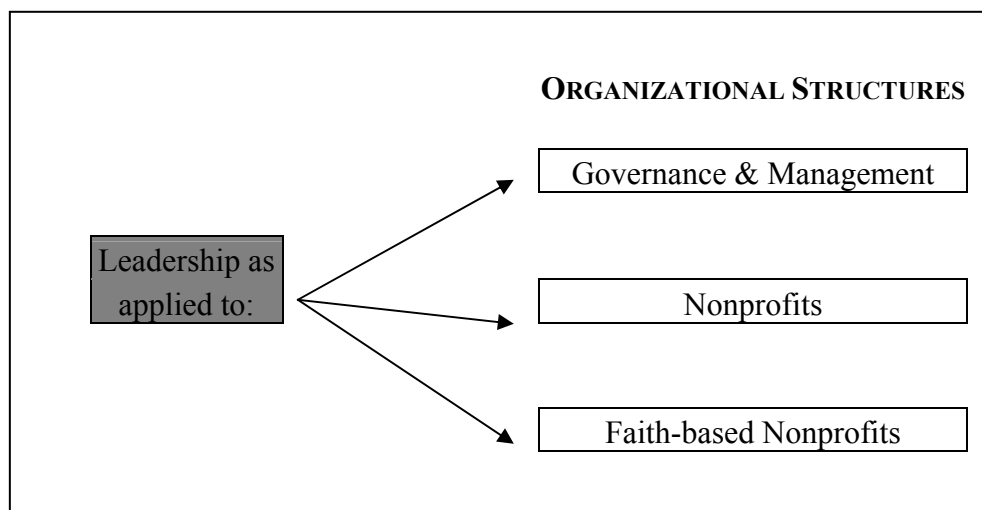 ORGANIZATIONAL STRUCTURES
Governance & Management
Leadership as
applied to:
Nonprofits
Faith-based Nonprofits